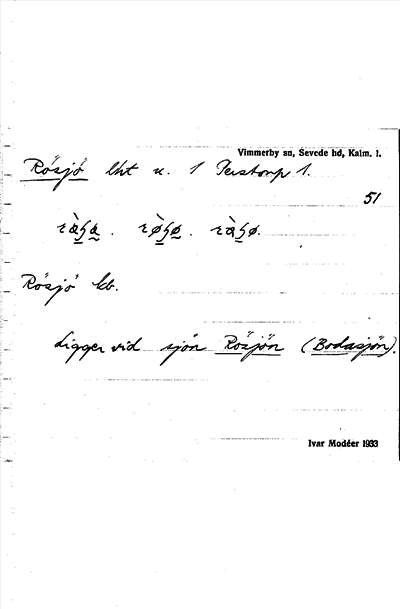 Vimmerby sn, Sevede hd, Kalm. l.
Rösjö lht u. 1 Perstorp 1.
51
Rösjö kb.
Ligger vid sjön Rösjön (Bodasjön).
Ivar Modéer 1933